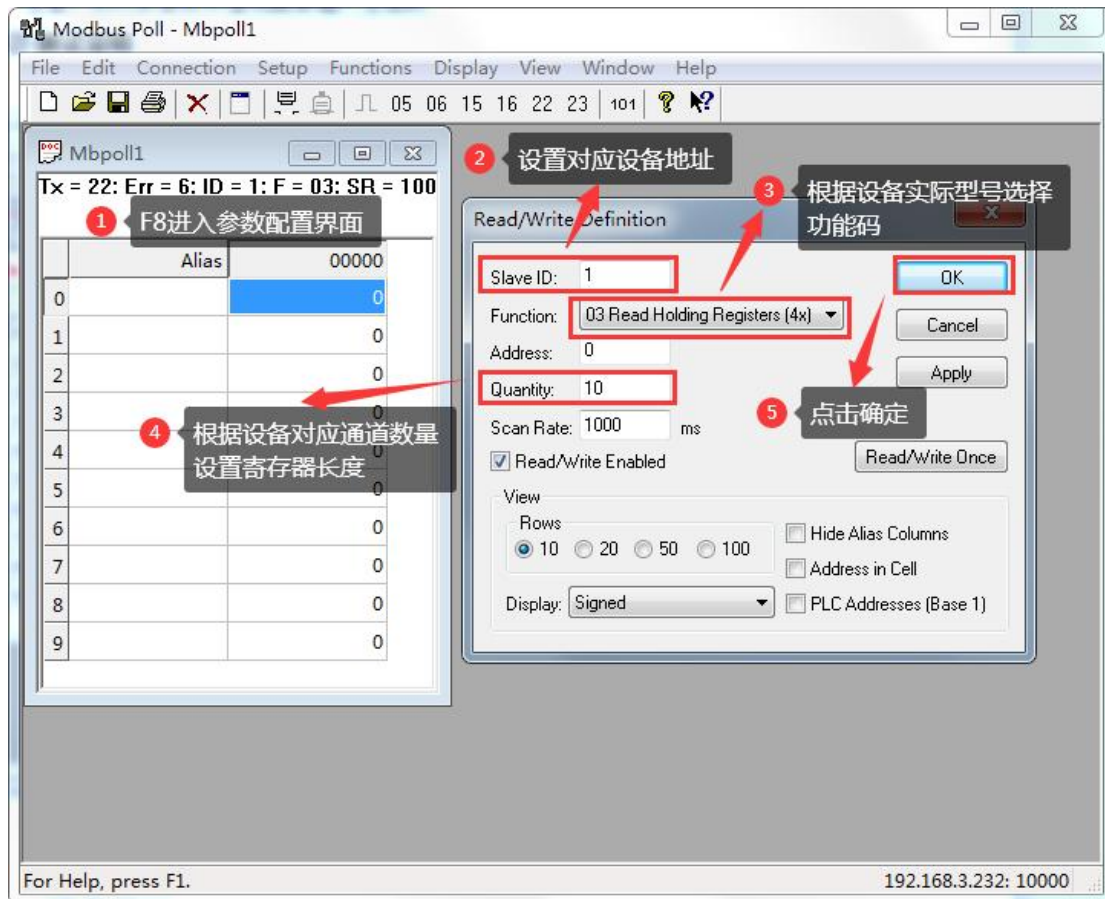 Modbus Poll - Mbpoll1
File Edit Connection Setup Functions Display View Window Help
05 06 15 16 22 23 101
Mbpoll1
Tx = 22: Err = 6: ID = 1: F = 03: SR = 100
1 F8进入参数配置界面
Alias 00000
0 0
1 0
2 0
3 0
4 0
5 0
6 0
7 0
8 0
9 0
2 设置对应设备地址
3 根据设备实际型号选择
功能码
4 根据设备对应通道数量
设置寄存器长度
5 点击确定
Read/Write Definition
Slave ID: 1
OK
Function: 03 Read Holding Registers (4x)
Cancel
Address: 0
Apply
Quantity: 10
Scan Rate: 1000 ms
Read/Write Enabled
Read/Write Once
View
Rows
10 20 50 100
Hide Alias Columns
Address in Cell
Display: Signed
PLC Addresses (Base 1)
For Help, press F1.
192.168.3.232: 10000